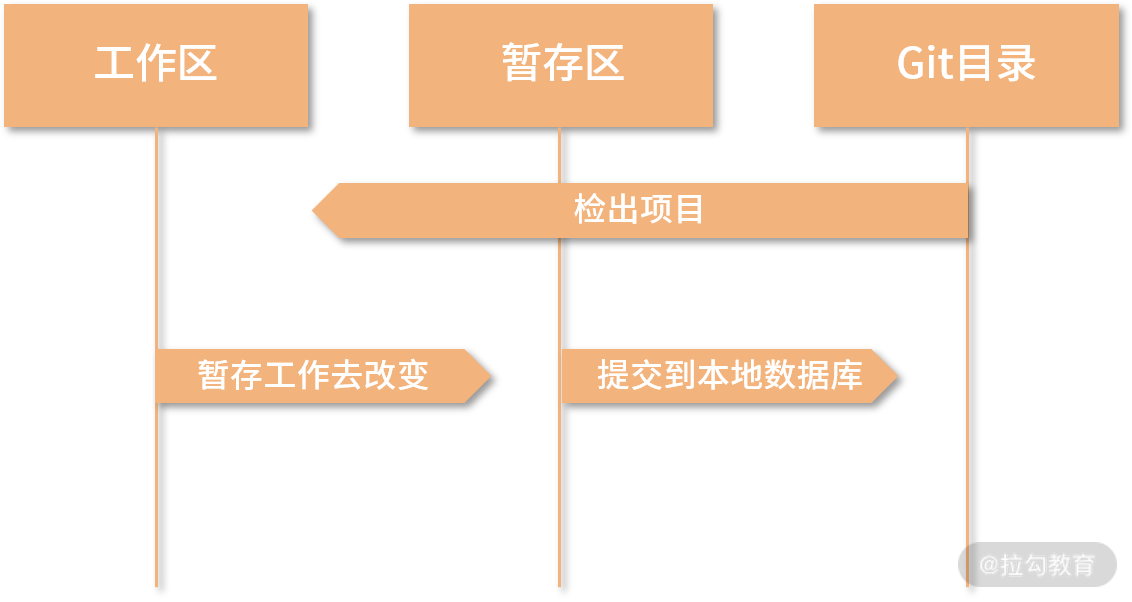 工作区
暂存区
Git目录
检出项目
暂存工作去改变
提交到本地数据库
@拉勾教育